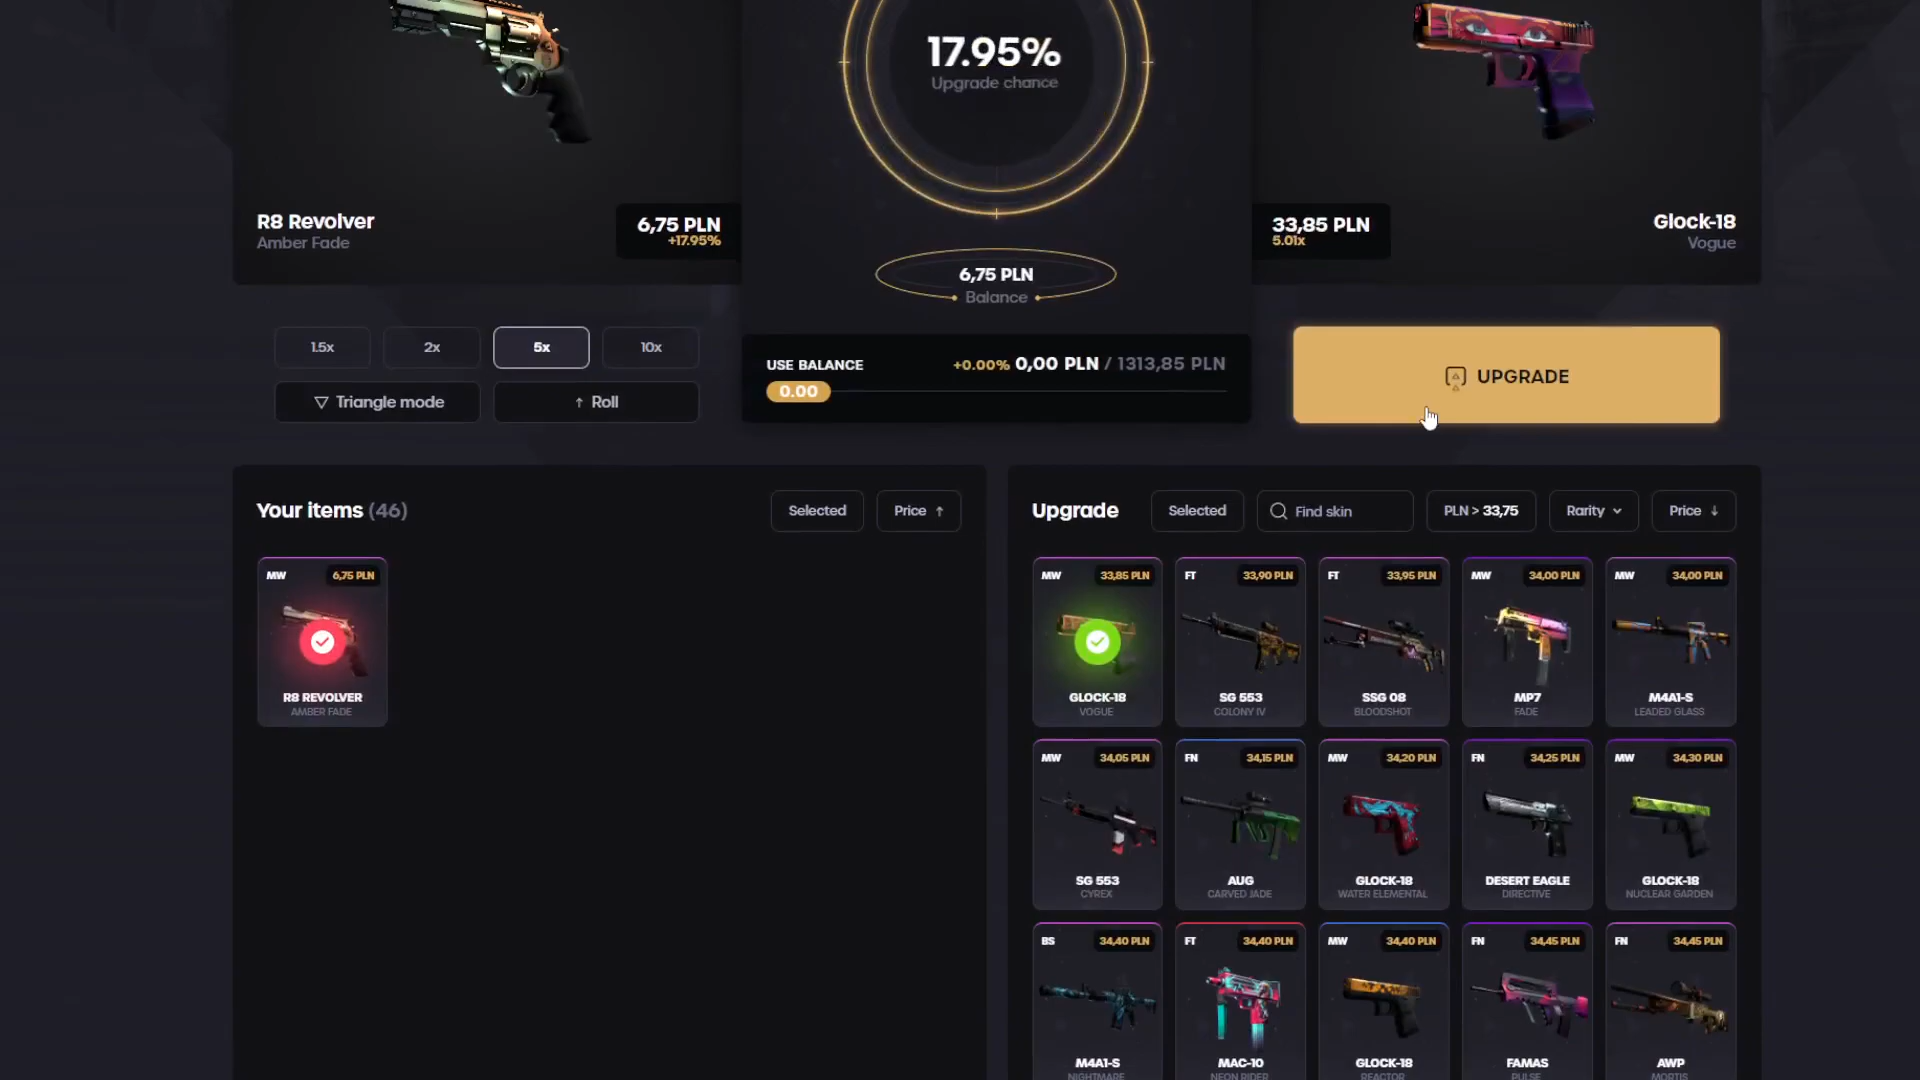 17.95%
Upgrade chance
R8 Revolver
Amber Fade
6,75 PLN
+17.95%
33,85 PLN
5.01x
Glock-18
Vogue
6,75 PLN
Balance
1.5x
2x
5x
10x
Triangle mode
↑ Roll
USE BALANCE
+0.00% 0,00 PLN / 1313,85 PLN
0.00
UPGRADE
Your items (46)
Selected
Price ↑
Upgrade
Selected
Find skin
PLN > 33,75
Rarity
Price ↓
MW 6,75 PLN
R8 REVOLVER
AMBER FADE
MW 33,85 PLN
GLOCK-18
VOGUE
FT 33,90 PLN
SG 553
COLONY IV
FT 33,95 PLN
SSG 08
BLOODSHOT
MW 34,00 PLN
MP7
FADE
MW 34,00 PLN
M4A1-S
LEADED GLASS
MW 34,05 PLN
SG 553
CYREX
FN 34,15 PLN
AUG
CARVED JADE
MW 34,20 PLN
GLOCK-18
WATER ELEMENTAL
FN 34,25 PLN
DESERT EAGLE
DIRECTIVE
MW 34,30 PLN
GLOCK-18
NUCLEAR GARDEN
BS 34,40 PLN
M4A1-S
NIGHTMARE
FT 34,40 PLN
MAC-10
NEON RIDER
MW 34,40 PLN
GLOCK-18
REACTOR
FN 34,45 PLN
FAMAS
PULSE
FN 34,45 PLN
AWP
MORTIS